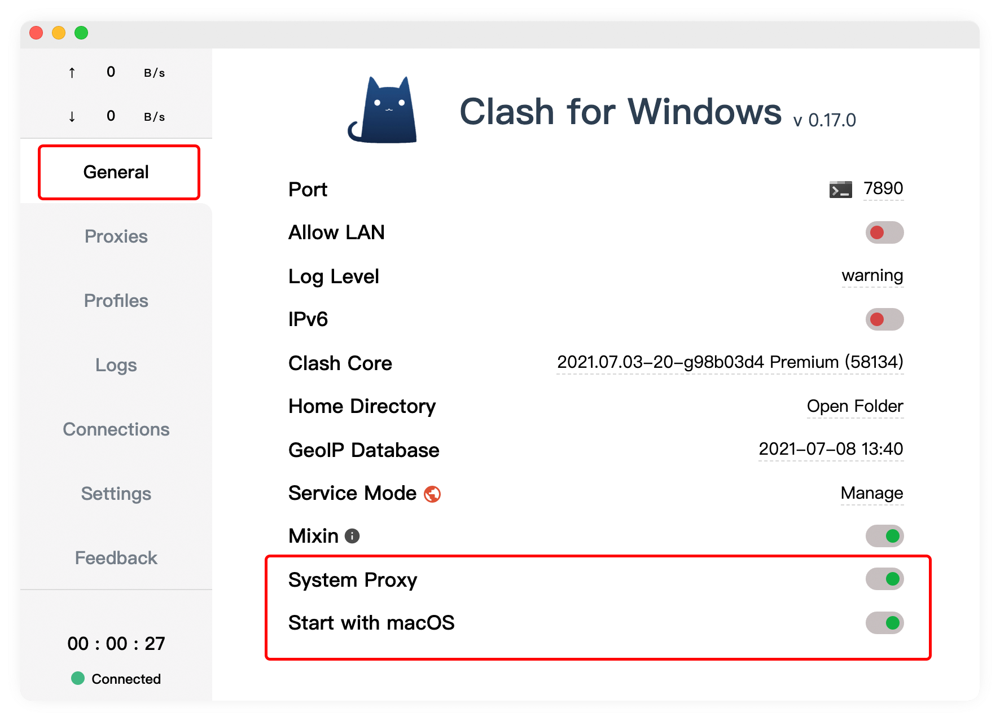 ↑ 0 B/s
↓ 0 B/s
General
Proxies
Profiles
Logs
Connections
Settings
Feedback
00 : 00 : 27
Connected
Clash for Windows v 0.17.0
Port 7890
Allow LAN
Log Level warning
IPv6
Clash Core 2021.07.03-20-g98b03d4 Premium (58134)
Home Directory Open Folder
GeoIP Database 2021-07-08 13:40
Service Mode Manage
Mixin
System Proxy
Start with macOS